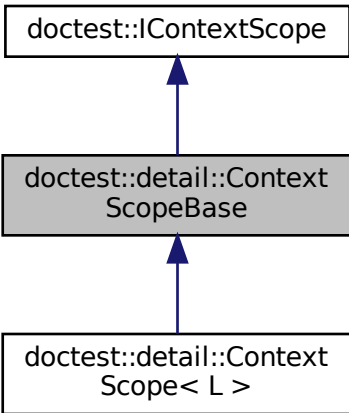 doctest::IContextScope
doctest::detail::Context
ScopeBase
doctest::detail::Context
Scope< L >